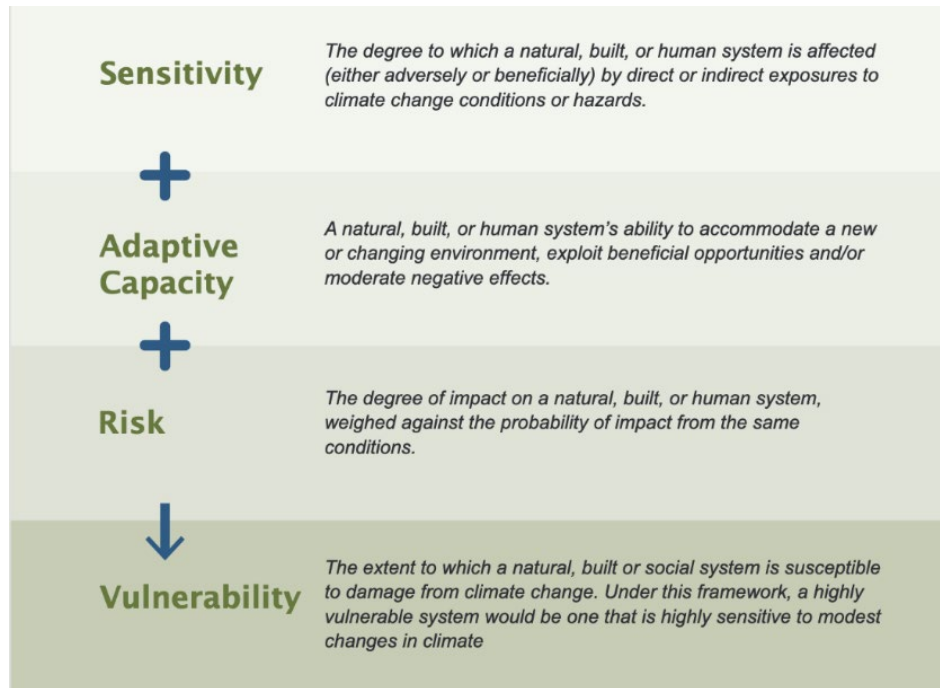 Sensitivity
The degree to which a natural, built, or human system is affected
(either adversely or beneficially) by direct or indirect exposures to
climate change conditions or hazards.
+
Adaptive
Capacity
A natural, built, or human system's ability to accommodate a new
or changing environment, exploit beneficial opportunities and/or
moderate negative effects.
+
Risk
The degree of impact on a natural, built, or human system,
weighed against the probability of impact from the same
conditions.
Vulnerability
The extent to which a natural, built or social system is susceptible
to damage from climate change. Under this framework, a highly
vulnerable system would be one that is highly sensitive to modest
changes in climate